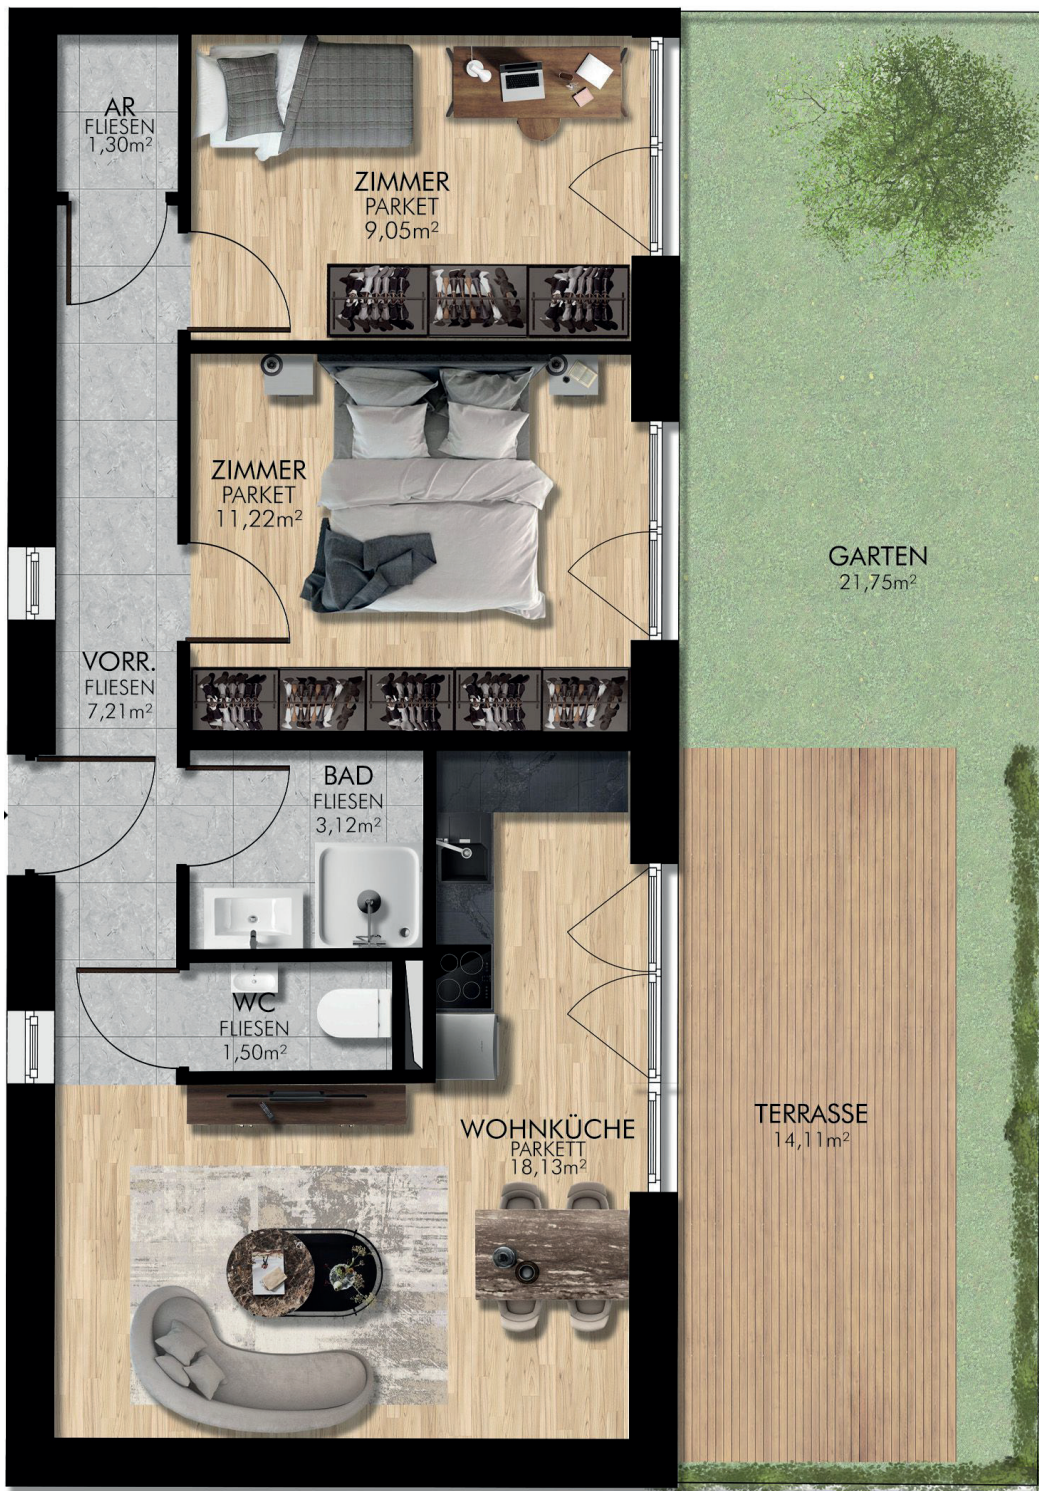 AR
FLIESEN
1,30m²
ZIMMER
PARKET
9,05m²
ZIMMER
PARKET
11,22m²
GARTEN
21,75m²
VORR.
FLIESEN
7,21m²
BAD
FLIESEN
3,12m²
WC
FLIESEN
1,50m²
WOHNKÜCHE
PARKETT
18,13m²
TERRASSE
14,11m²